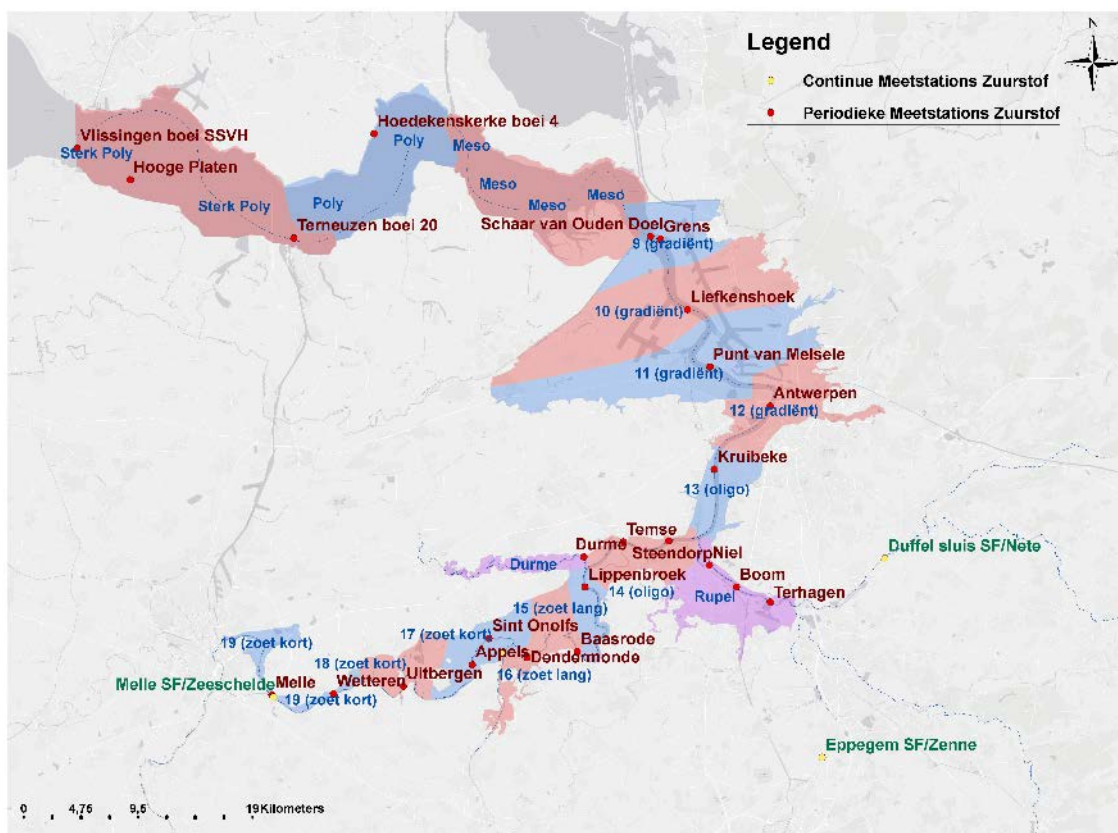 Legend
N
Continue Meetstations Zuurstof
Periodieke Meetstations Zuurstof
Hoedekenskerke boei 4
Vlissingen boei SSVH
Poly
Meso
Sterk Poly
Hooge Platen
Meso
Meso
Meso
Poly
Sterk Poly
Terneuzen boei 20
Schaar van Ouden Doel
Grens
9 (gradiënt)
Liefkenshoek
10 (gradiënt)
Punt van Melsele
11 (gradiënt)
Antwerpen
12 (gradiënt)
Kruibeke
13 (oligo)
Temse
Durme
Steendorp
Niel
Duffel sluis SF/Nete
Durme
Lippenbroek
Boom
14 (oligo)
Rupel
Terhagen
15 (zoet lang)
Sint Onolfs
17 (zoet kort)
19 (zoet kort)
Baasrode
Appels
Dendermonde
18 (zoet kort)
Uitbergen
16 (zoet lang)
Melle SF/Zeeschelde
Melle
Wetteren
19 (zoet kort)
Eppegem SF/Zenne
0 4,75 9,5 19 Kilometers